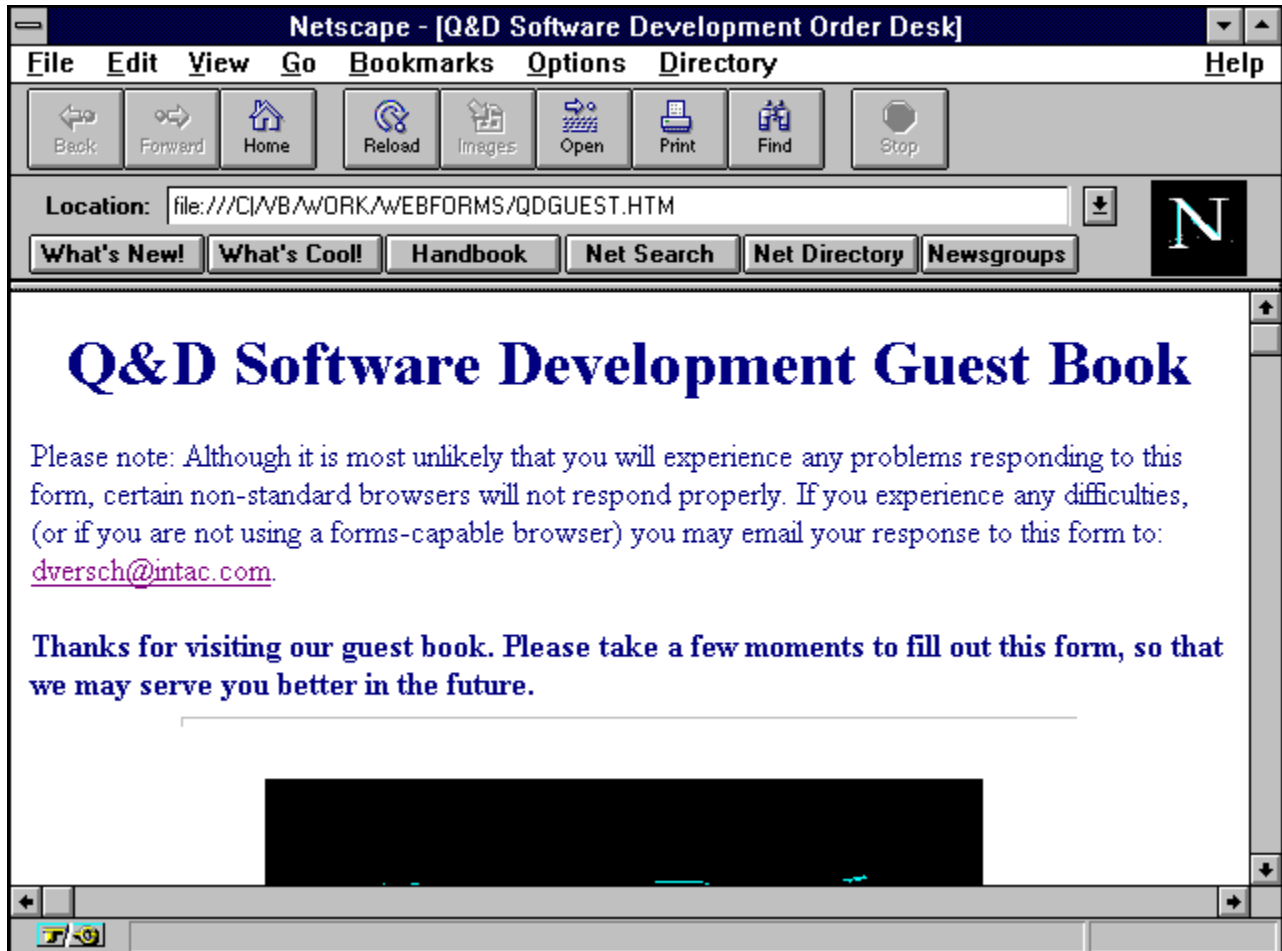 Netscape - [Q&D Software Development Order Desk]
File Edit View Go Bookmarks Options Directory Help
Back Forward Home Reload Images Open Print Find Stop
Location: file:///C|/VB/WORK/WEBFORMS/QDGUEST.HTM
N
What's New! What's Cool! Handbook Net Search Net Directory Newsgroups
Q&D Software Development Guest Book
Please note: Although it is most unlikely that you will experience any problems responding to this
form, certain non-standard browsers will not respond properly. If you experience any difficulties,
(or if you are not using a forms-capable browser) you may email your response to this form to:
dversch@intac.com.
Thanks for visiting our guest book. Please take a few moments to fill out this form, so that
we may serve you better in the future.